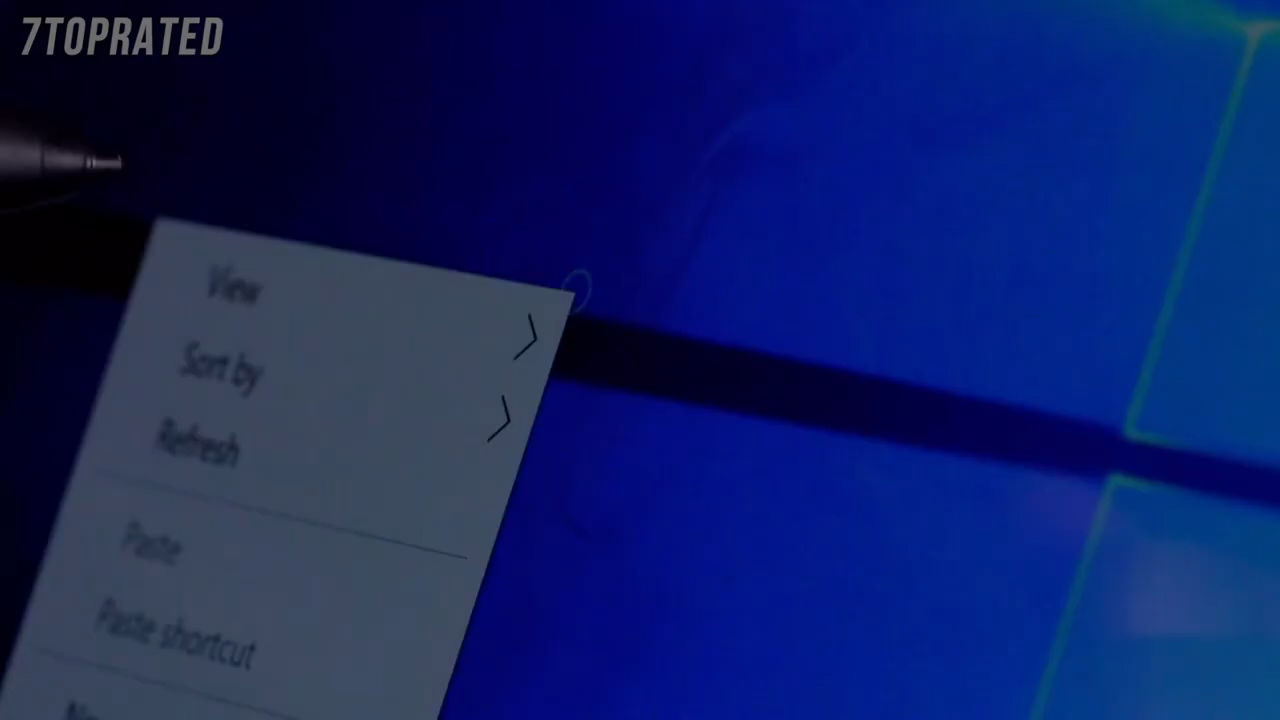 7TOPRATED
View
Sort by
Refresh
Paste
Paste shortcut